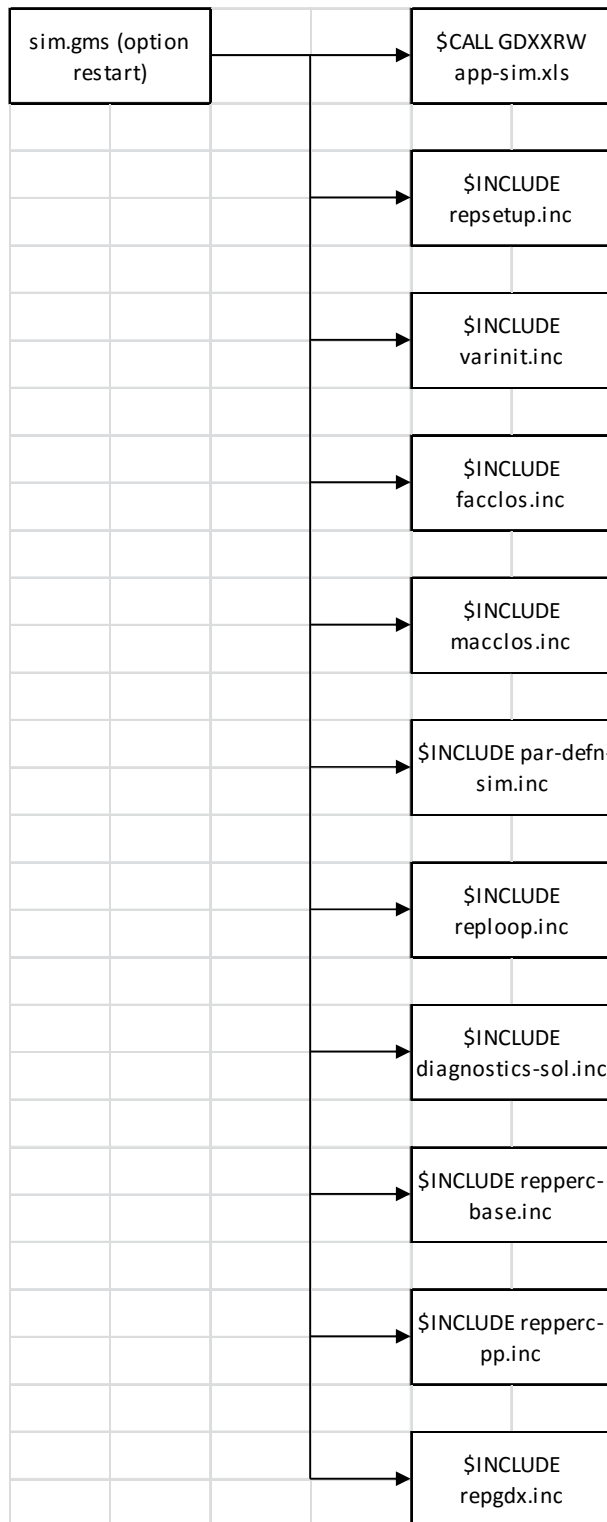 sim.gms (option
restart)
$CALL GDXXRW
app-sim.xls
$INCLUDE
repsetup.inc
$INCLUDE
varinit.inc
$INCLUDE
facclos.inc
$INCLUDE
macclos.inc
$INCLUDE par-defn-
sim.inc
$INCLUDE
reploop.inc
$INCLUDE
diagnostics-sol.inc
$INCLUDE repperc-
base.inc
$INCLUDE repperc-
pp.inc
$INCLUDE
repgdx.inc